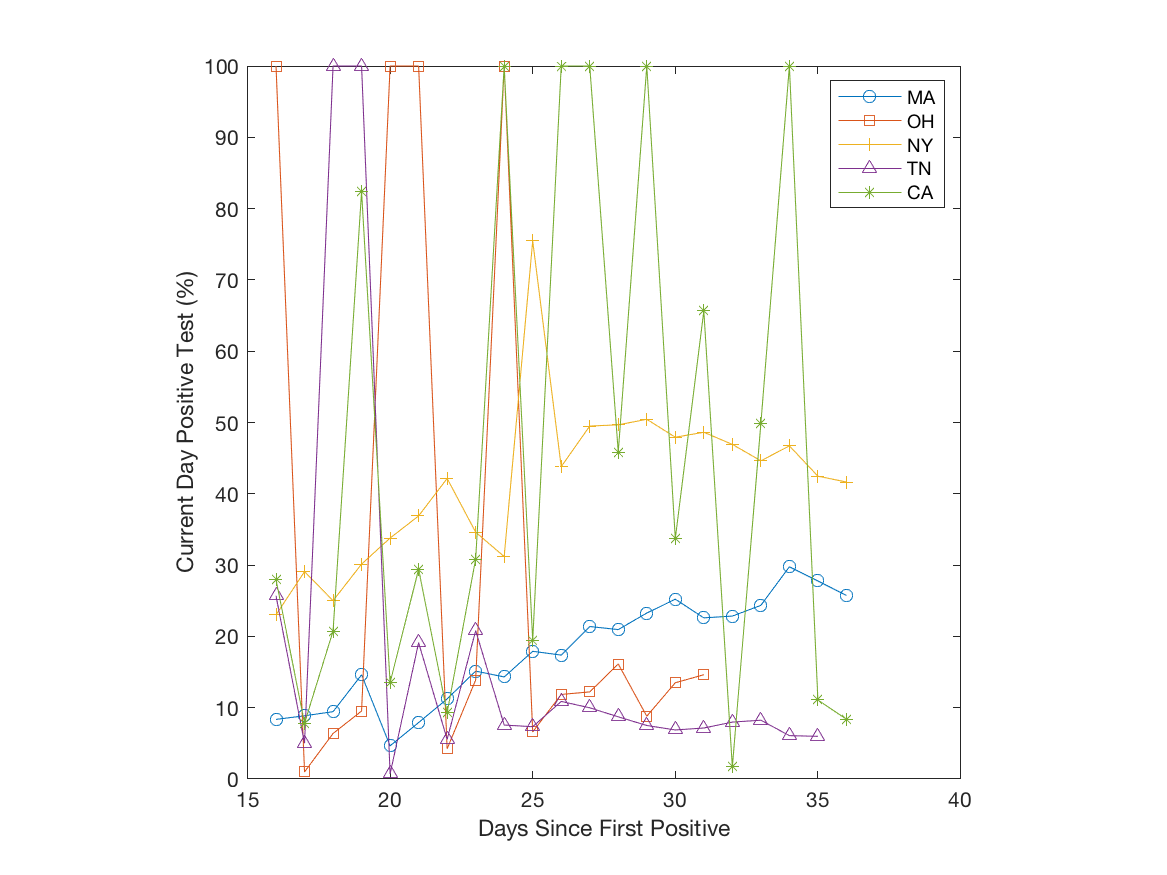 100
90
80
70
60
50
40
30
20
10
0
Current Day Positive Test (%)
15 20 25 30 35 40
Days Since First Positive
MA
OH
NY
TN
CA